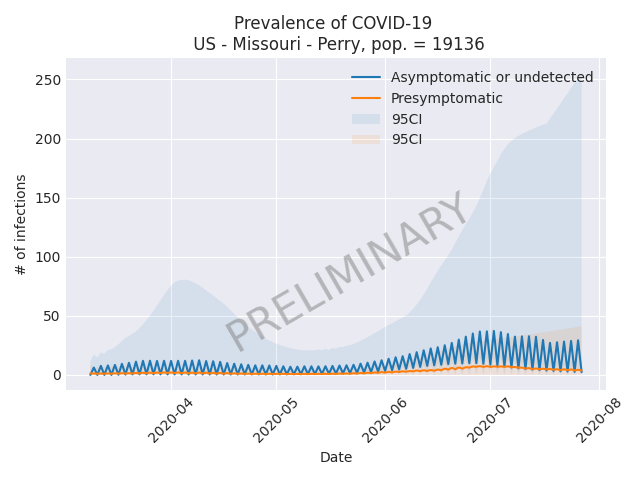 Prevalence of COVID-19
US - Missouri - Perry, pop. = 19136
Asymptomatic or undetected
Presymptomatic
95CI
95CI
250
200
150
100
50
0
# of infections
PRELIMINARY
2020-04
2020-05
2020-06
2020-07
2020-08
Date